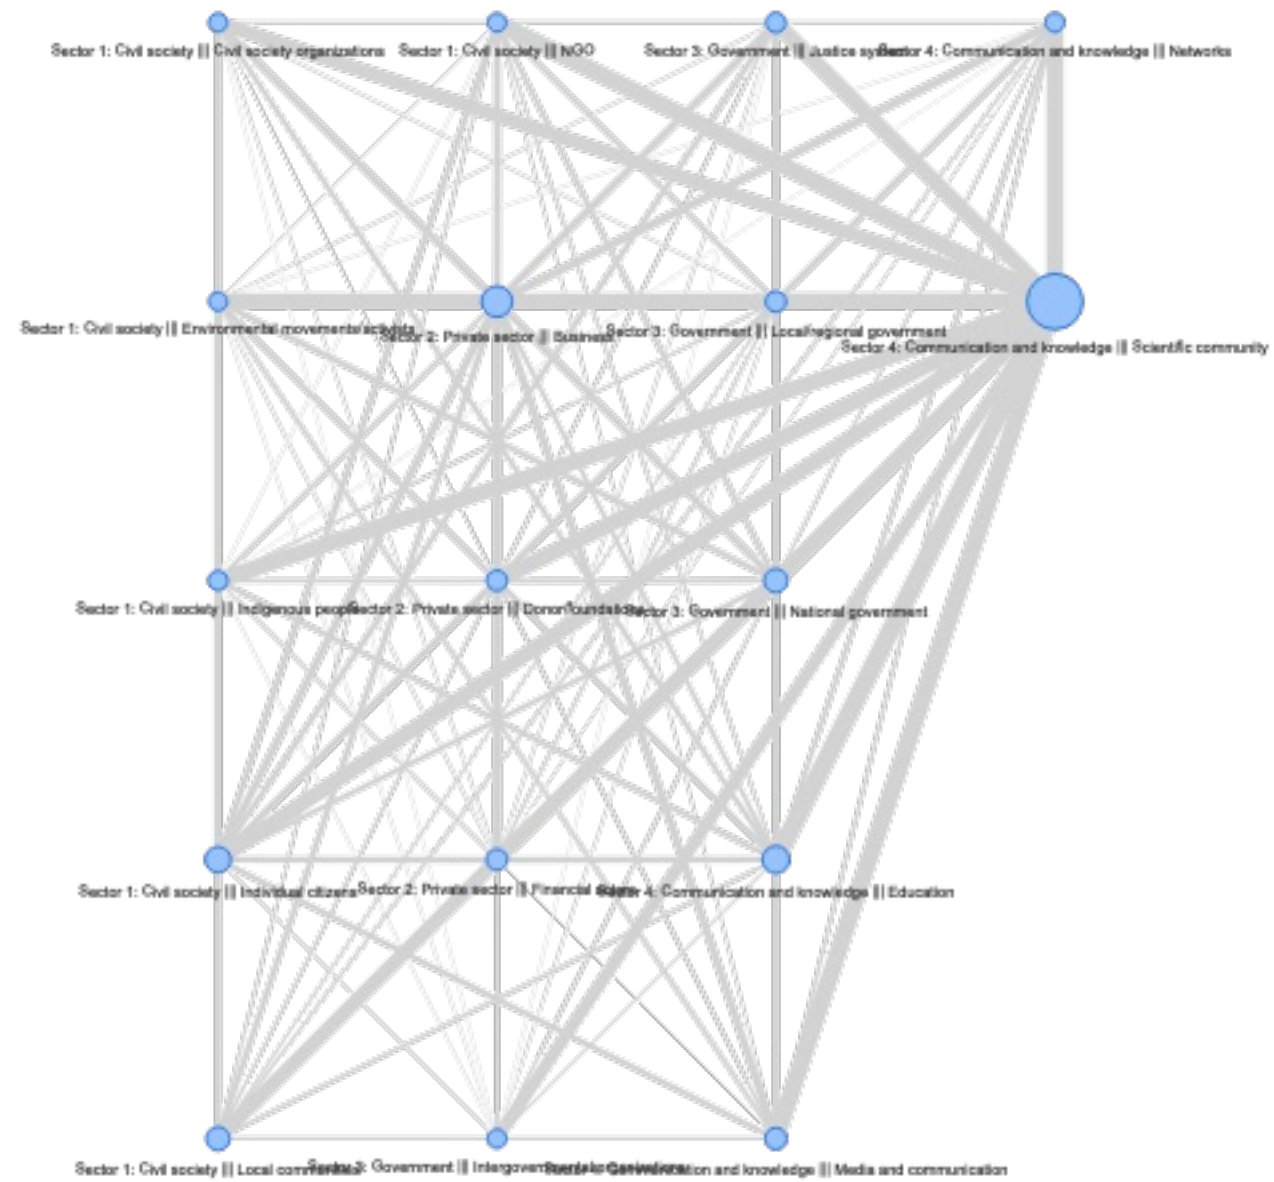 Sector 1: Civil society || Civil society organizations
Sector 1: Civil society || NGO
Sector 3: Government || Justice system
Sector 4: Communication and knowledge || Networks
Sector 1: Civil society || Environmental movements/activists
Sector 2: Private sector || Business
Sector 3: Government || Local/regional government
Sector 4: Communication and knowledge || Scientific community
Sector 1: Civil society || Indigenous peoples
Sector 2: Private sector || Donor/foundations
Sector 3: Government || National government
Sector 1: Civil society || Individual citizens
Sector 2: Private sector || Financial
Sector 4: Communication and knowledge || Education
Sector 1: Civil society || Local communities
Sector 3: Government || Intergovernmental organizations
Sector 4: Communication and knowledge || Media and communication